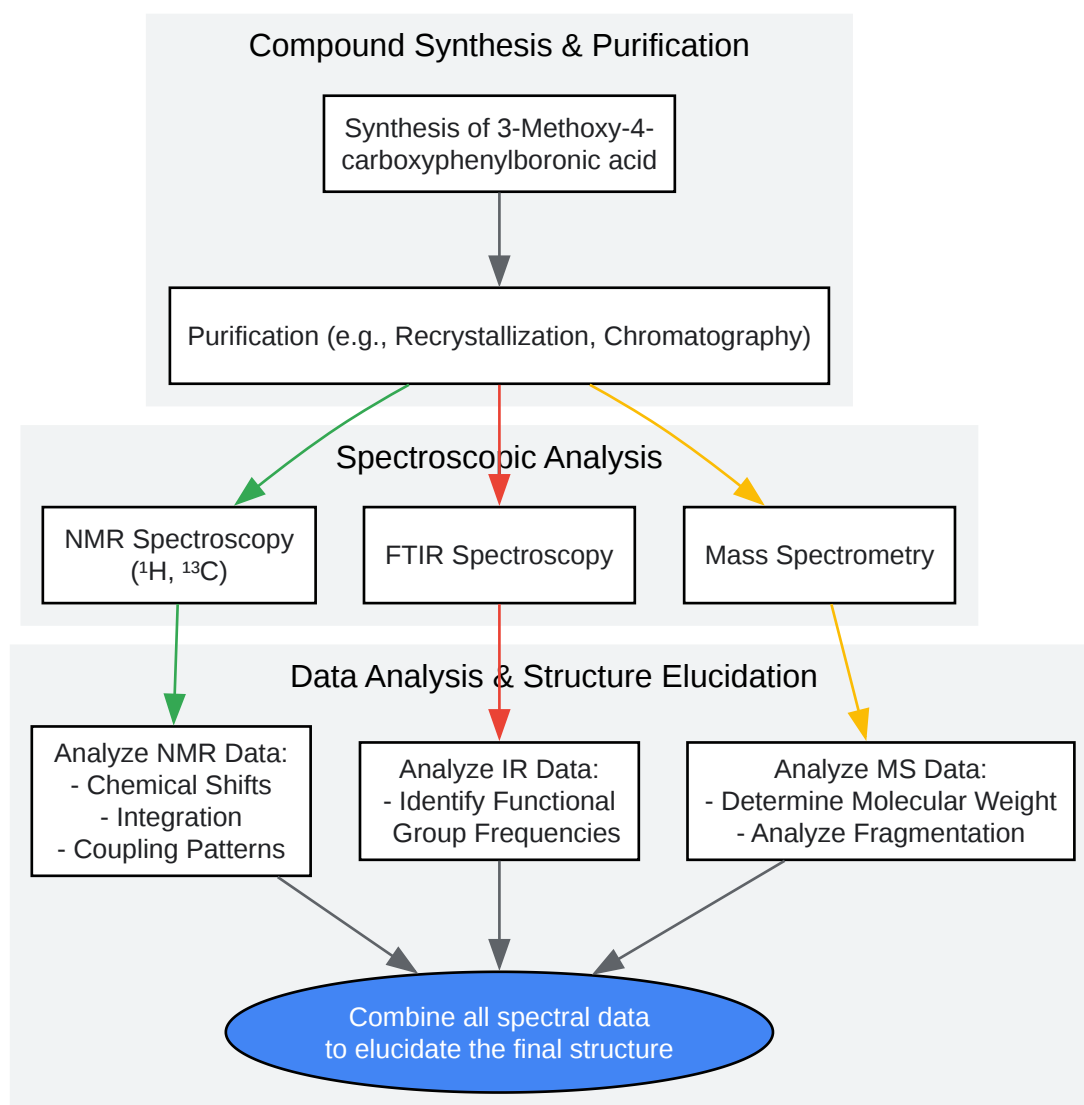 Compound Synthesis & Purification
Synthesis of 3-Methoxy-4-
carboxyphenylboronic acid
Purification (e.g., Recrystallization, Chromatography)
Spectroscopic Analysis
NMR Spectroscopy
(¹H, ¹³C)
FTIR Spectroscopy
Mass Spectrometry
Data Analysis & Structure Elucidation
Analyze NMR Data:
- Chemical Shifts
- Integration
- Coupling Patterns
Analyze IR Data:
- Identify Functional
Group Frequencies
Analyze MS Data:
- Determine Molecular Weight
- Analyze Fragmentation
Combine all spectral data
to elucidate the final structure